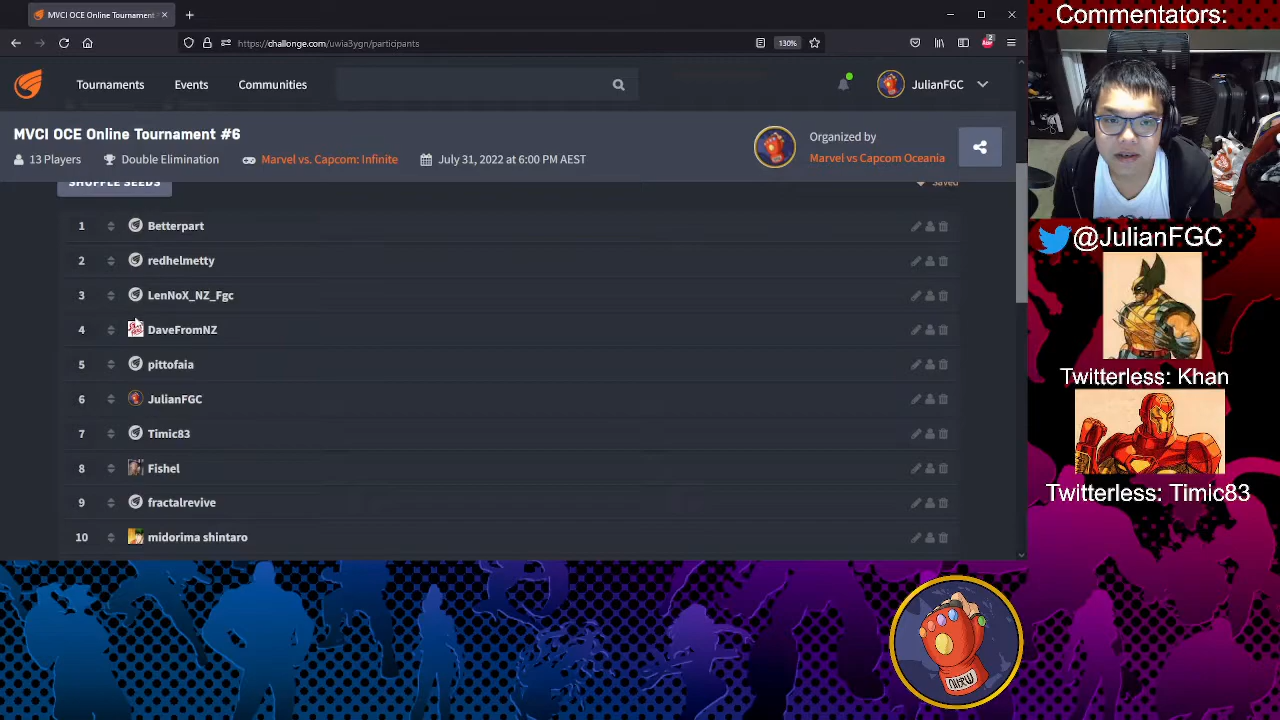 MVCI OCE Online Tournament
https://challonge.com/uwia3ygn/participants
130%
2
Tournaments
Events
Communities
JulianFGC
MVCI OCE Online Tournament #6
13 Players
Double Elimination
Marvel vs. Capcom: Infinite
July 31, 2022 at 6:00 PM AEST
Organized by
Marvel vs Capcom Oceania
SHUFFLE SEEDS
Saved
1 Betterpart
2 redhelmetty
3 LenNoX_NZ_Fgc
4 DaveFromNZ
5 pittofaia
6 JulianFGC
7 Timic83
8 Fishel
9 fractalrevive
10 midorima shintaro
Commentators:
@JulianFGC
Twitterless: Khan
Twitterless: Timic83